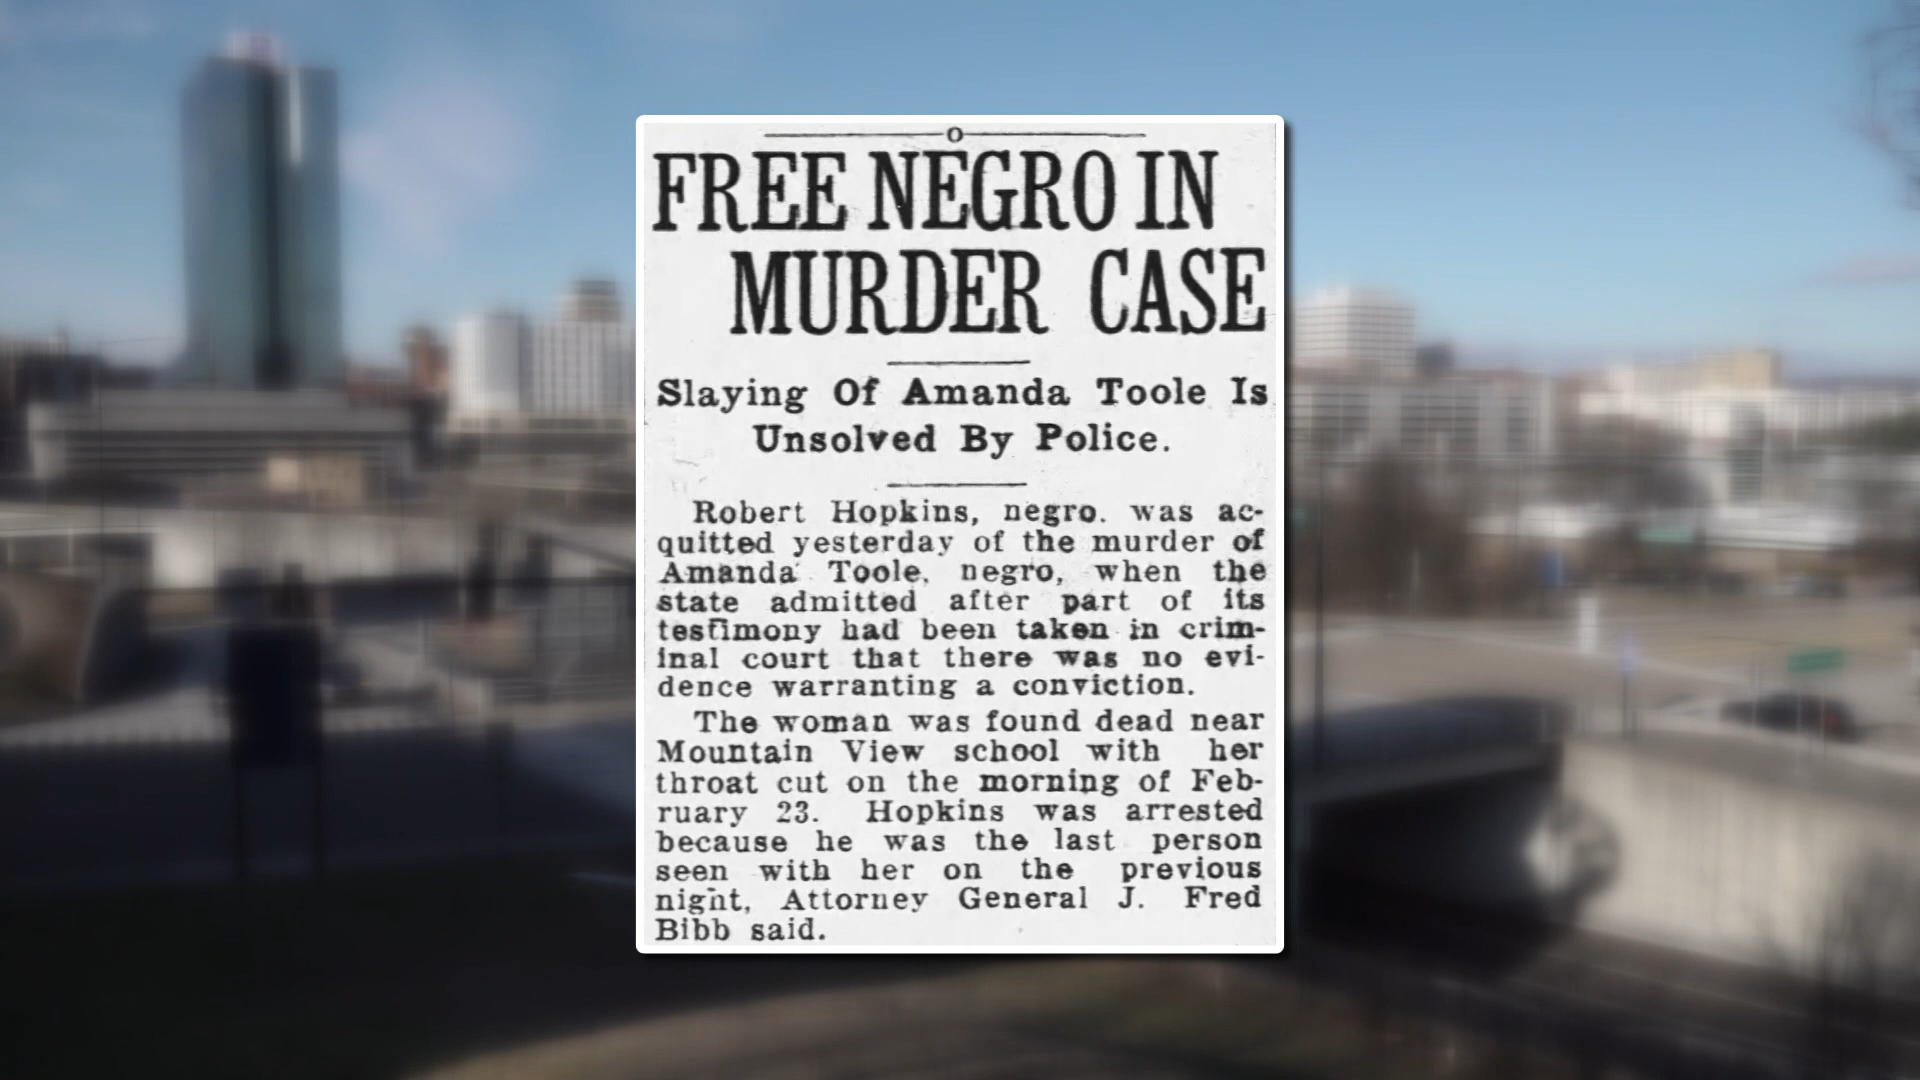 FREE NEGRO IN
MURDER CASE
Slaying Of Amanda Toole Is
Unsolved By Police.
Robert Hopkins, negro. was ac-
quitted yesterday of the murder of
Amanda Toole, negro, when the
state admitted after part of its
testimony had been taken in crim-
inal court that there was no evi-
dence warranting a conviction.
The woman was found dead near
Mountain View school with her
throat cut on the morning of Feb-
ruary 23. Hopkins was arrested
because he was the last person
seen with her on the previous
night, Attorney General J. Fred
Bibb said.